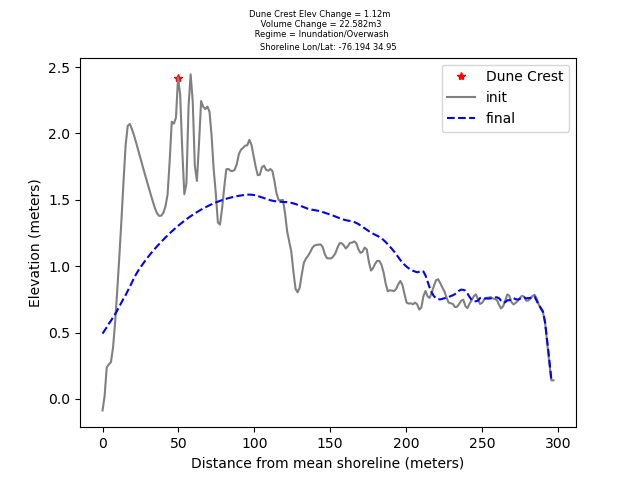 Dune Crest Elev Change = 1.12m
Volume Change = 22.582m3
Regime = Inundation/Overwash
Shoreline Lon/Lat: -76.194 34.95
Dune Crest
init
final
2.5
2.0
1.5
1.0
0.5
0.0
Elevation (meters)
0 50 100 150 200 250 300
Distance from mean shoreline (meters)